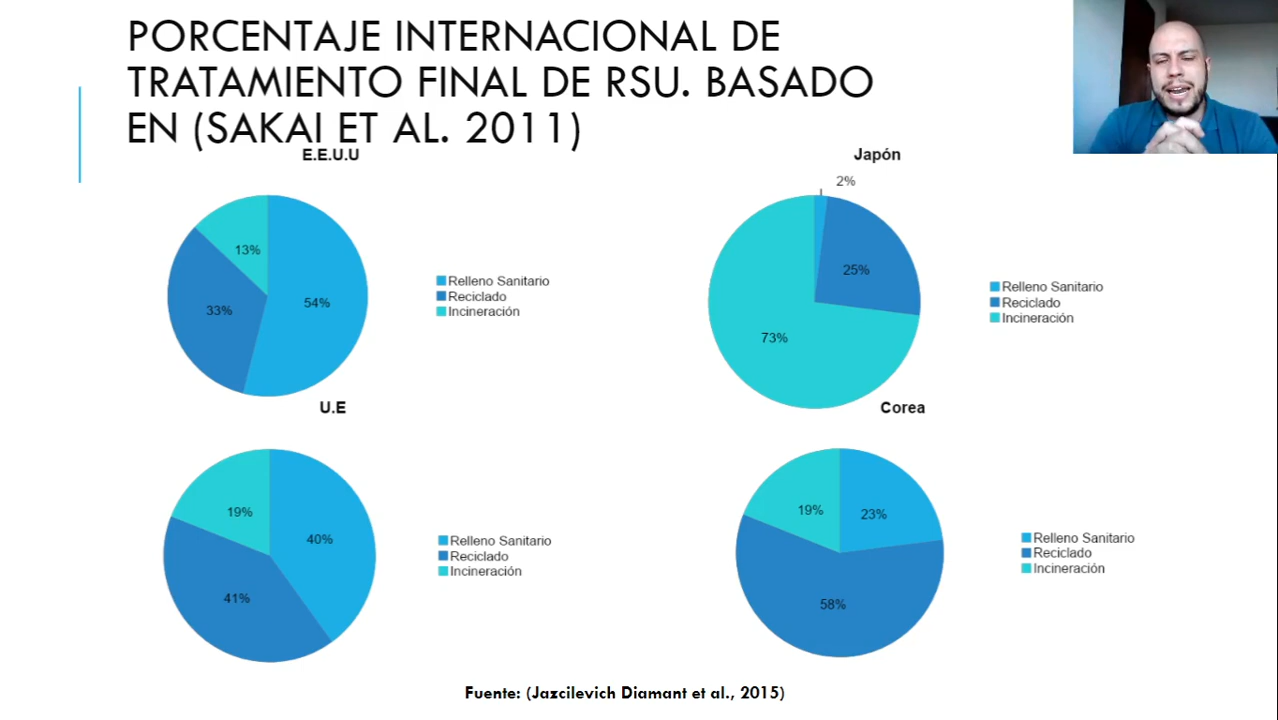 PORCENTAJE INTERNACIONAL DE
TRATAMIENTO FINAL DE RSU. BASADO
EN (SAKAI ET AL. 2011)
E.E.U.U
13%
33%
54%
Relleno Sanitario
Reciclado
Incineración
Japón
2%
25%
73%
Relleno Sanitario
Reciclado
Incineración
U.E
19%
40%
41%
Relleno Sanitario
Reciclado
Incineración
Corea
19%
23%
58%
Relleno Sanitario
Reciclado
Incineración
Fuente: (Jazcilevich Diamant et al., 2015)